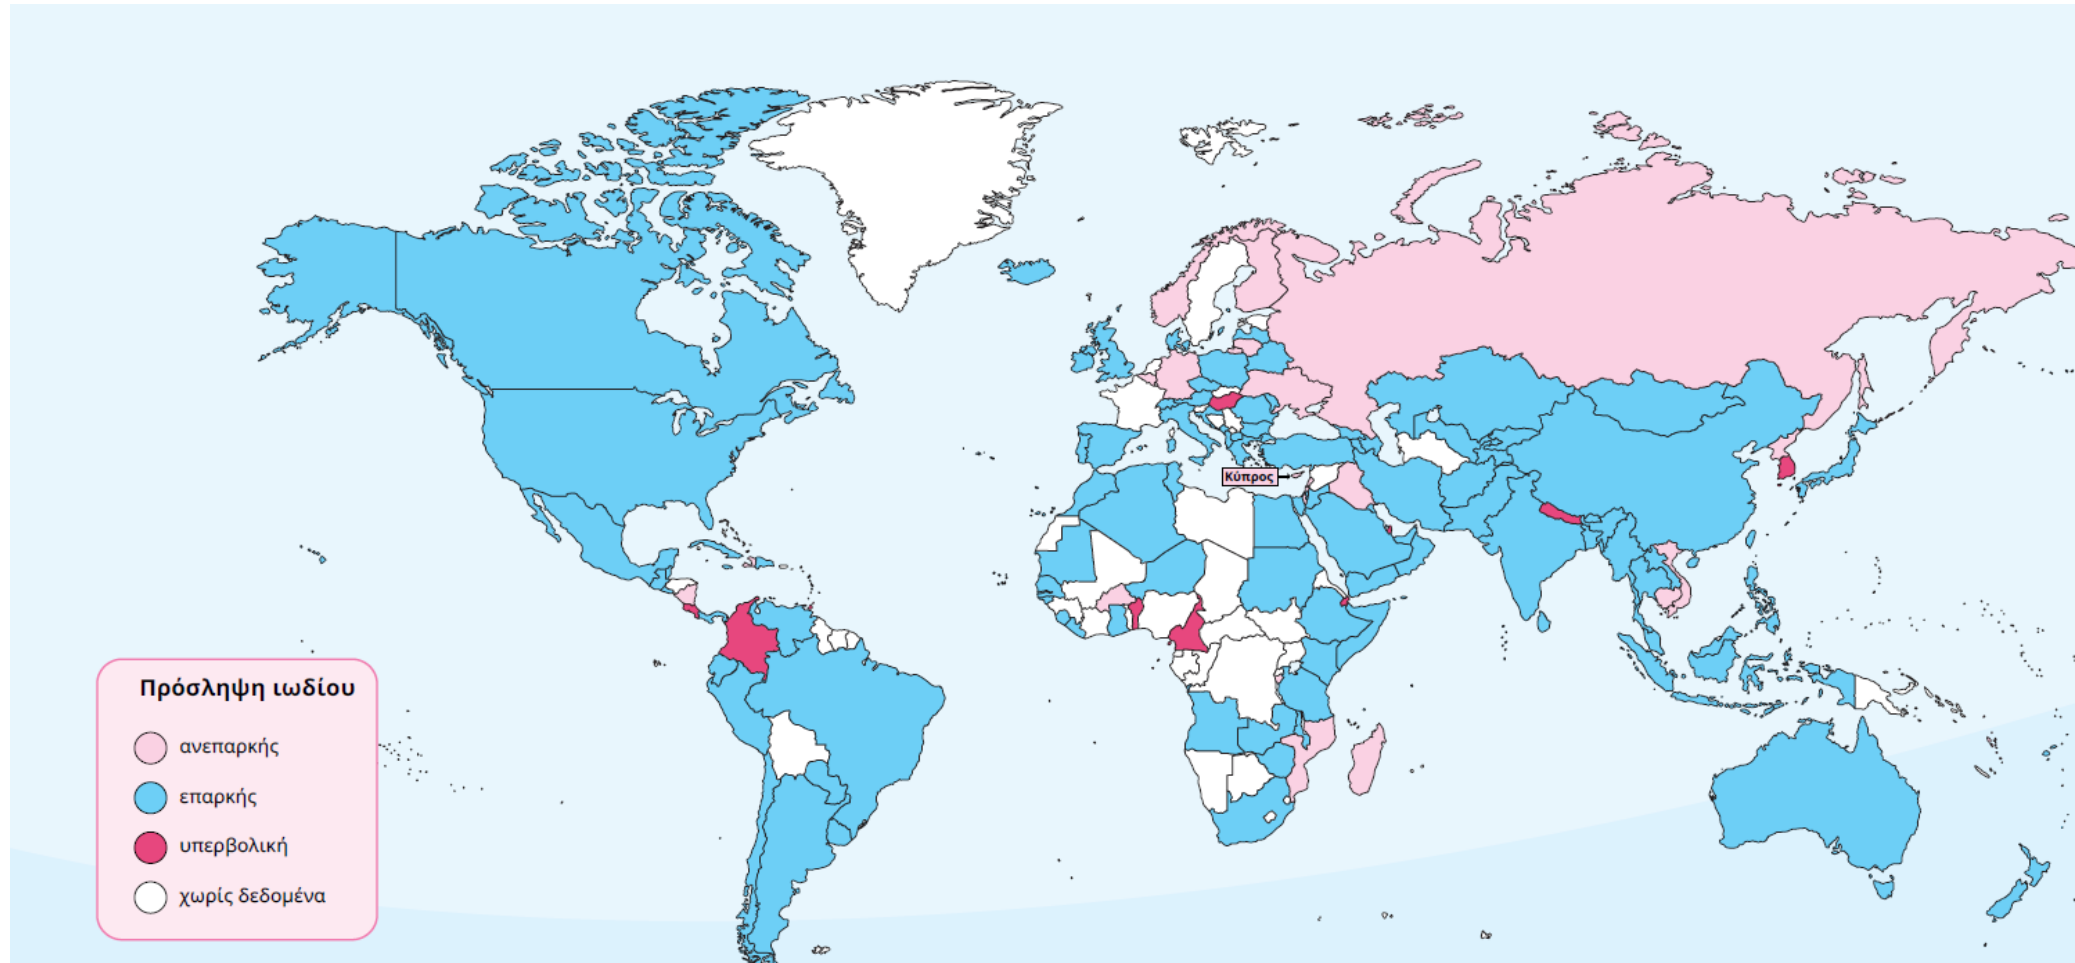 Κύπρος
Πρόσληψη ιωδίου
ανεπαρκής
επαρκής
υπερβολική
χωρίς δεδομένα